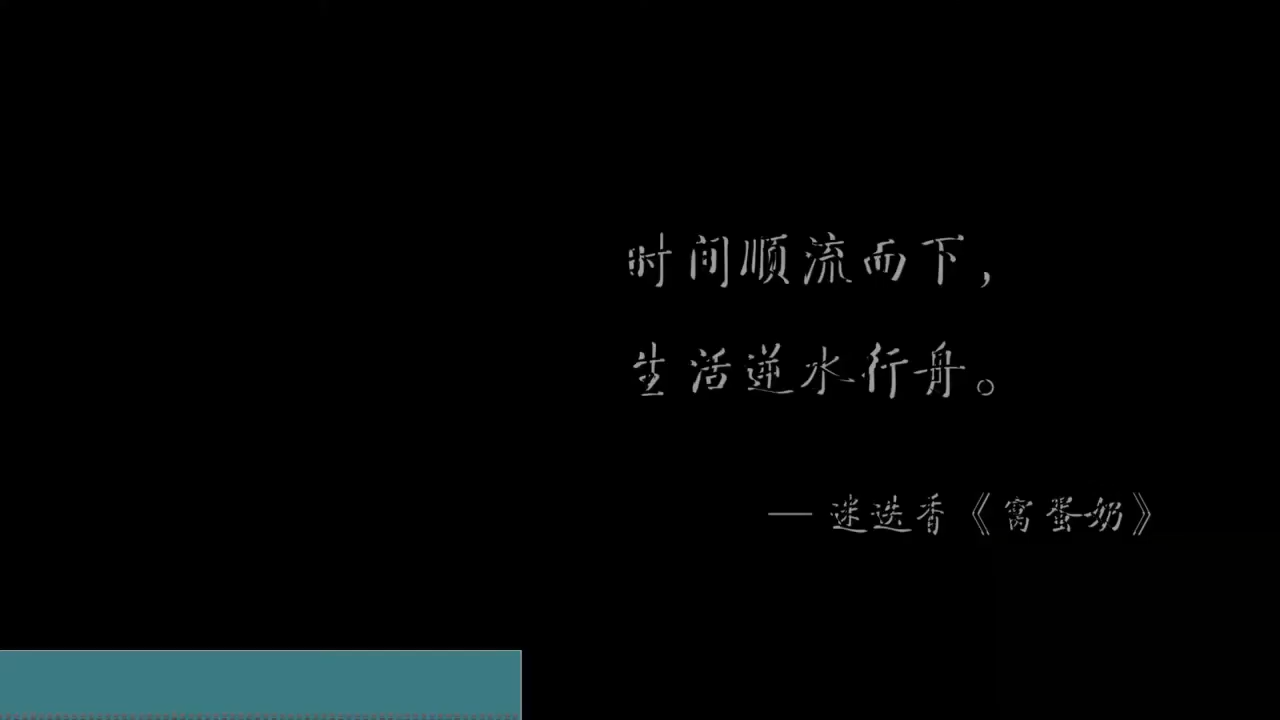 时间顺流而下，
生活逆水行舟。
— 迷迭香《窝蛋奶》